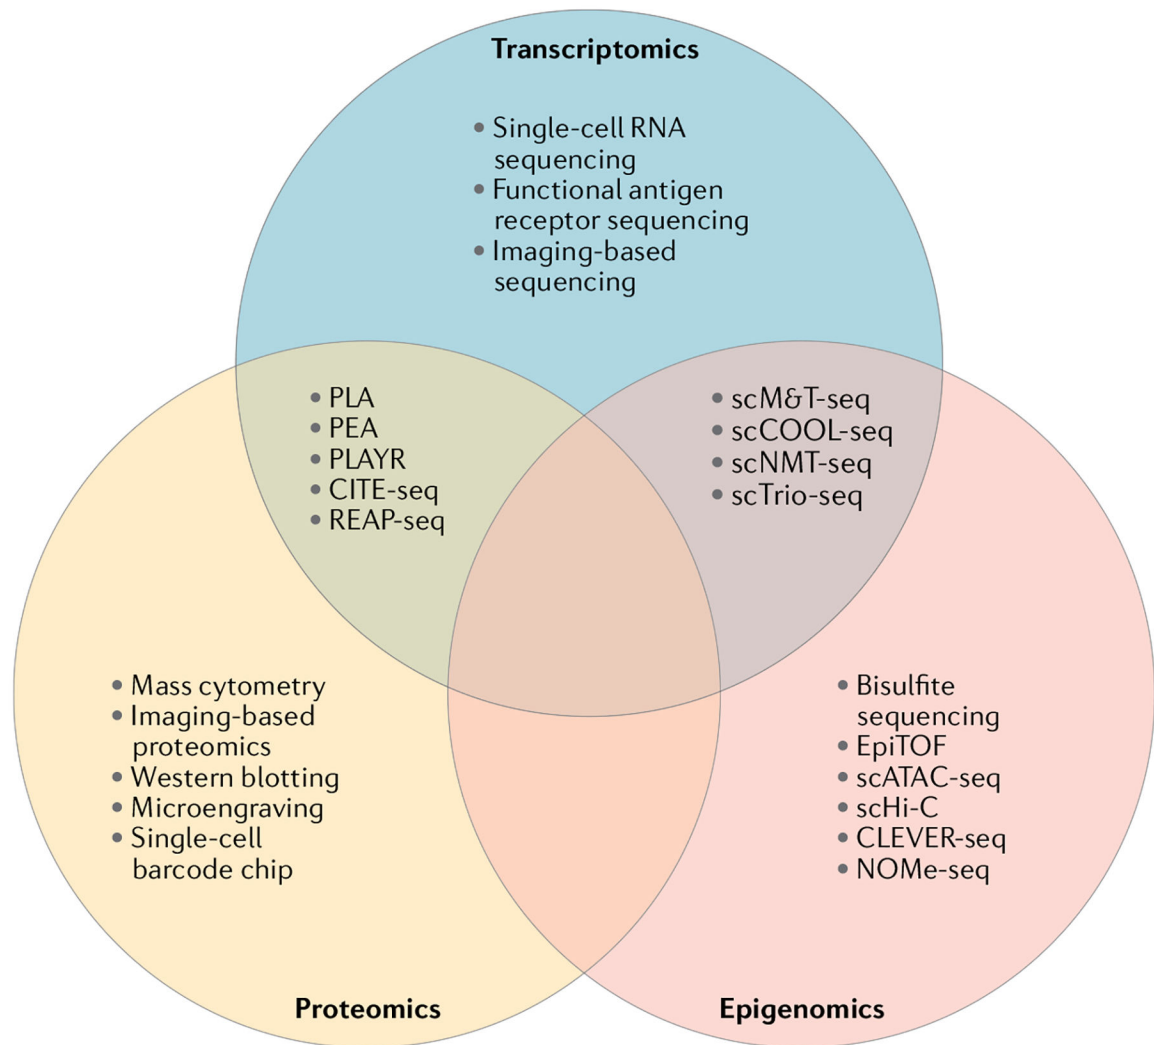 Transcriptomics
• Single-cell RNA
sequencing
• Functional antigen
receptor sequencing
• Imaging-based
sequencing
• PLA
• PEA
• PLAYR
• CITE-seq
• REAP-seq
• scM&T-seq
• scCOOL-seq
• scNMT-seq
• scTrio-seq
• Mass cytometry
• Imaging-based
proteomics
• Western blotting
• Microengraving
• Single-cell
barcode chip
• Bisulfite
sequencing
• EpiTOF
• scATAC-seq
• scHi-C
• CLEVER-seq
• NOMe-seq
Proteomics
Epigenomics